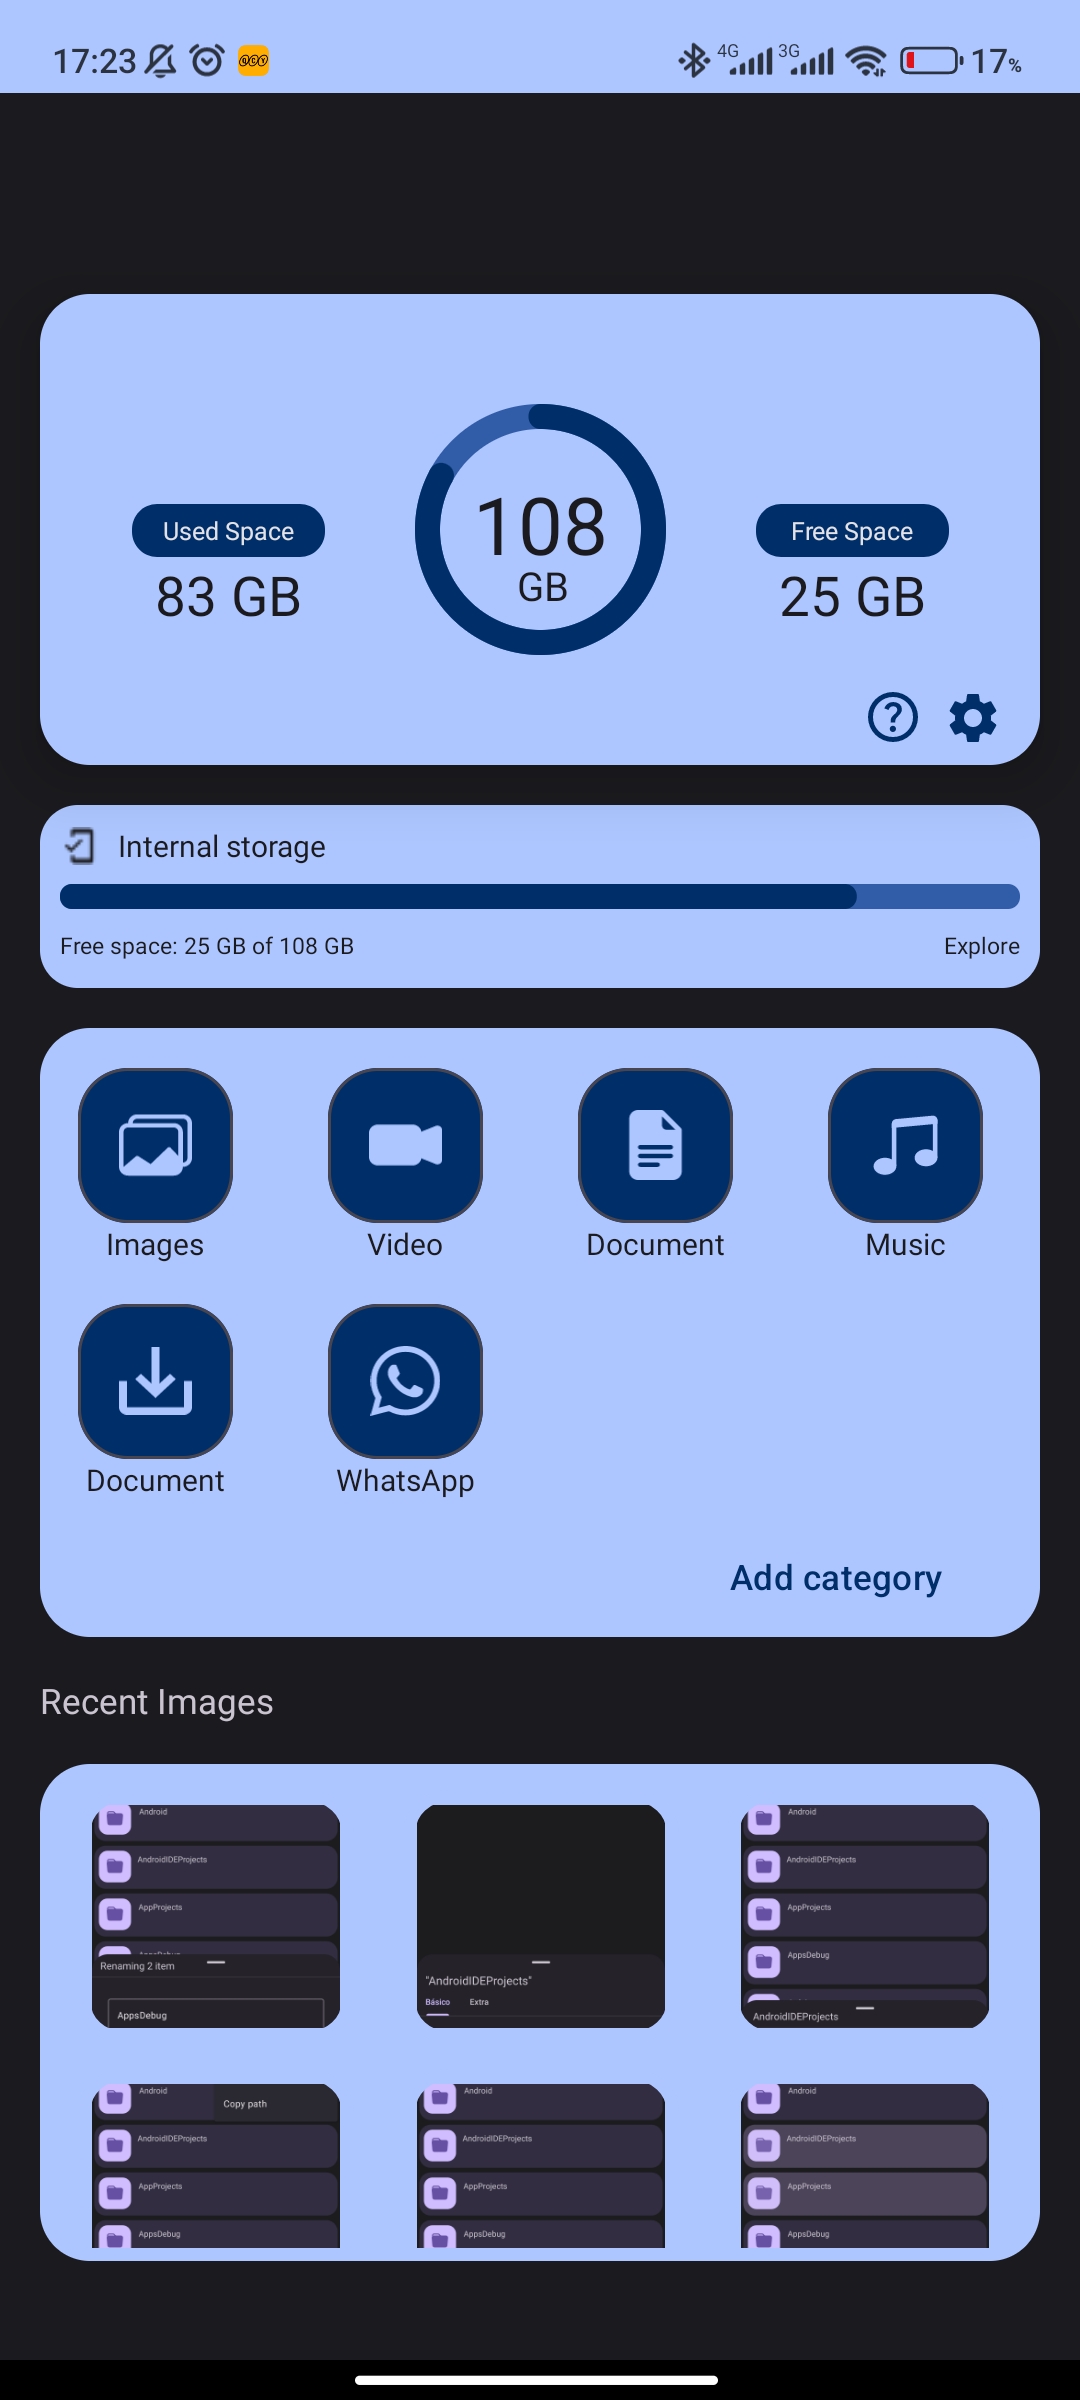 17:23 4G 3G 17%
Used Space
83 GB
108
GB
Free Space
25 GB
Internal storage
Free space: 25 GB of 108 GB
Explore
Images
Video
Document
Music
Document
WhatsApp
Add category
Recent Images
Android
AndroidIDEProjects
AppProjects
Renaming 2 item
AppsDebug
"AndroidIDEProjects"
Básico Extra
Android
AndroidIDEProjects
AppProjects
AppsDebug
AndroidIDEProjects
Android
Copy path
AndroidIDEProjects
AppProjects
AppsDebug
Android
AndroidIDEProjects
AppProjects
AppsDebug
Android
AndroidIDEProjects
AppProjects
AppsDebug